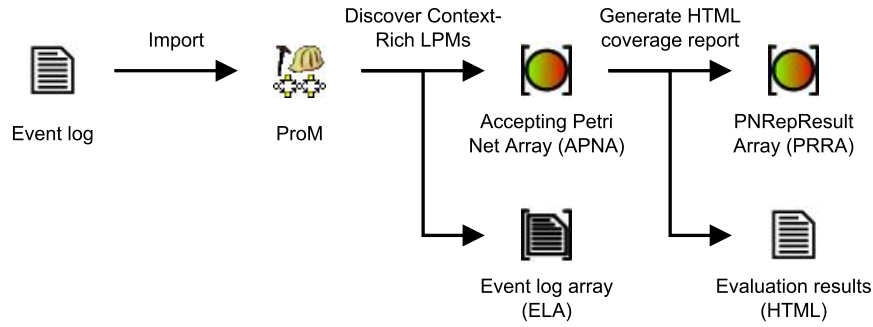 Import
Discover Context-
Rich LPMs
Generate HTML
coverage report
Event log
ProM
Accepting Petri
Net Array (APNA)
PNRepResult
Array (PRRA)
Event log array
(ELA)
Evaluation results
(HTML)